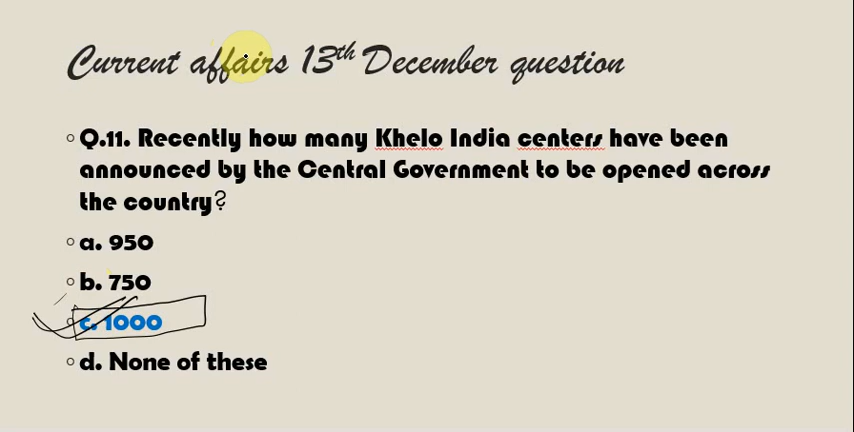 Current affairs 13th December question
Q.11. Recently how many Khelo India centers have been
announced by the Central Government to be opened across
the country?
a. 950
b. 750
c. 1000
d. None of these